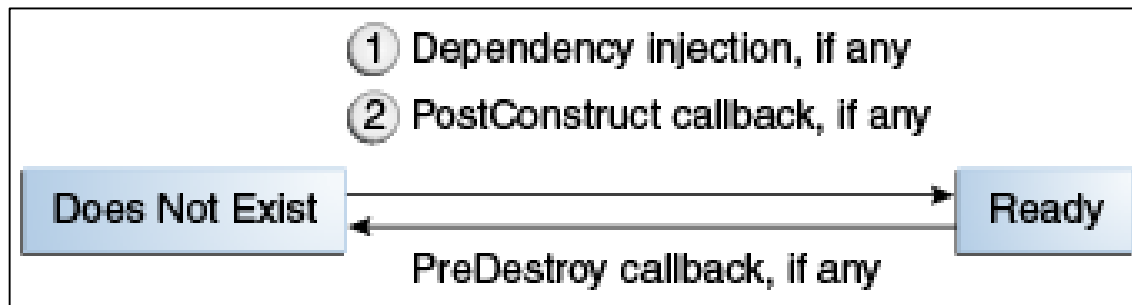 1 Dependency injection, if any
2 PostConstruct callback, if any
Does Not Exist
Ready
PreDestroy callback, if any